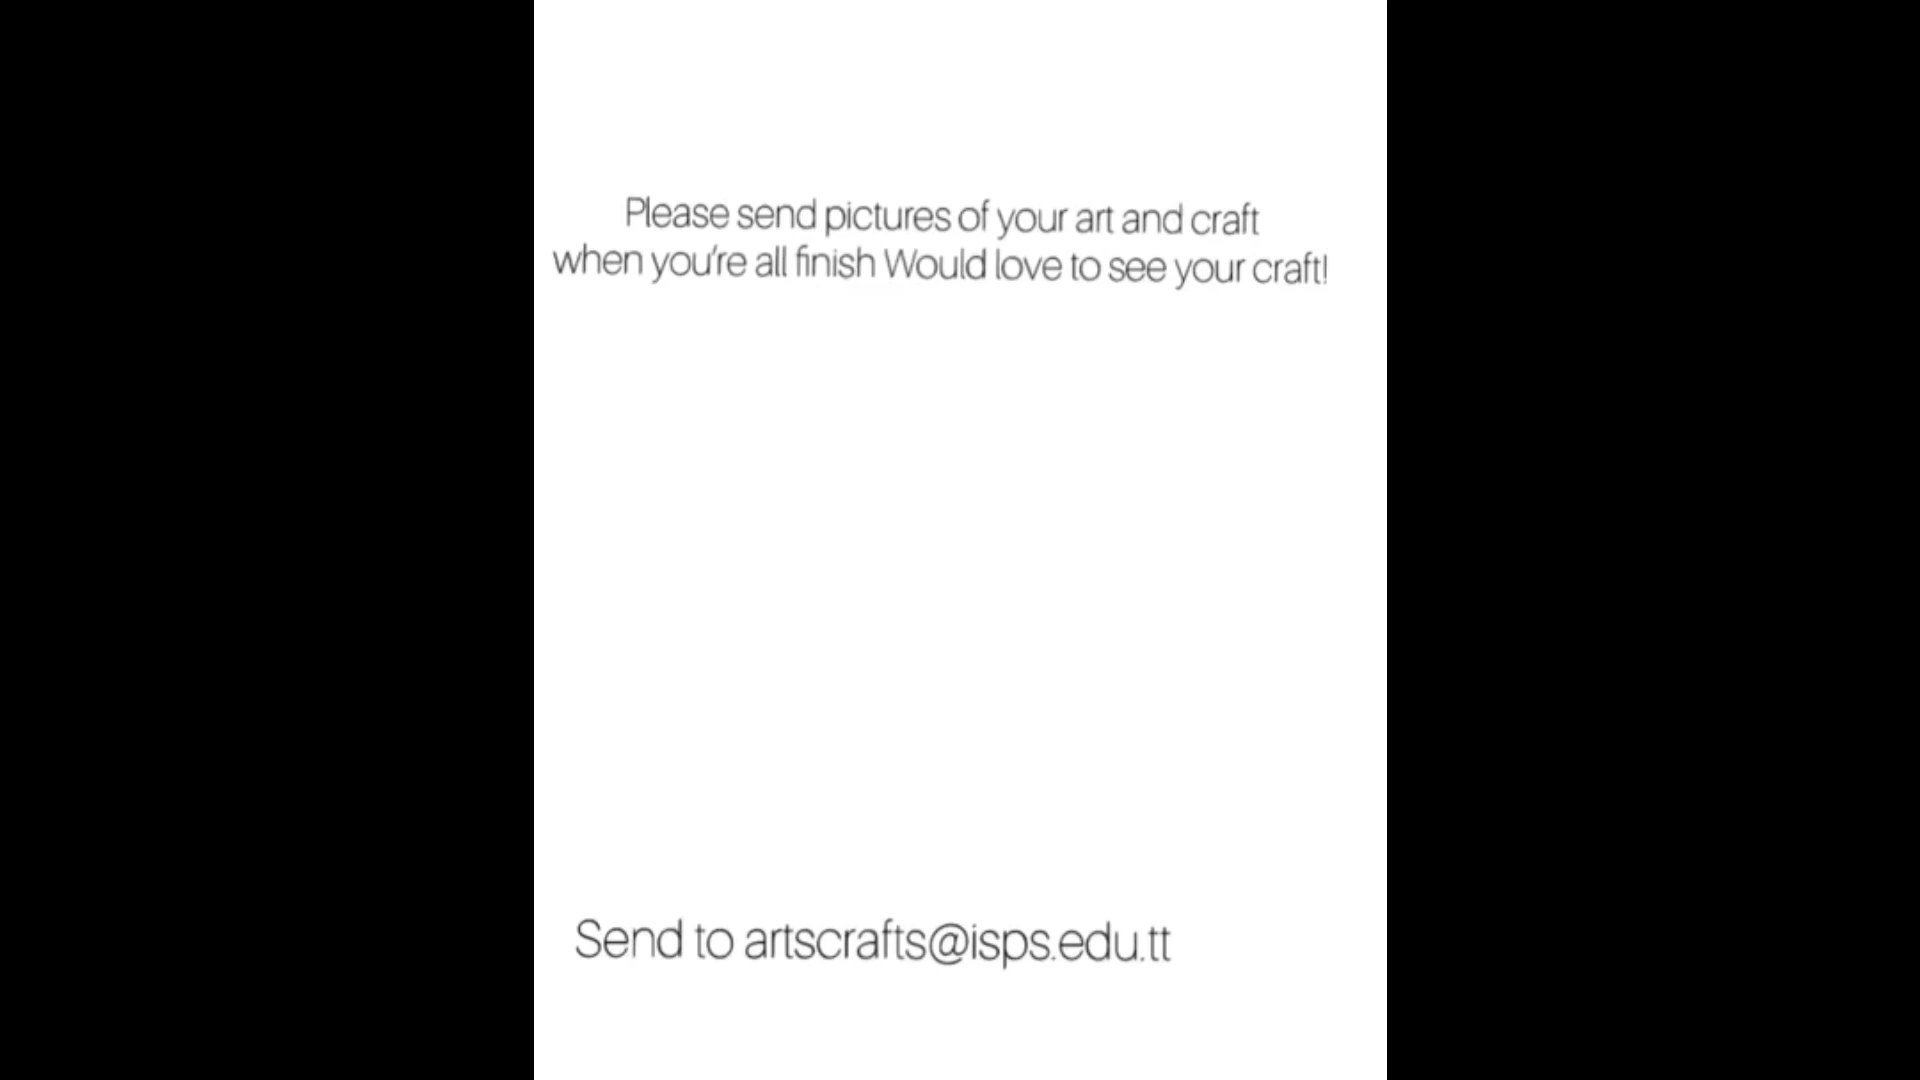 Please send pictures of your art and craft
when you're all finish Would love to see your craft!
Send to artscrafts@isps.edu.tt